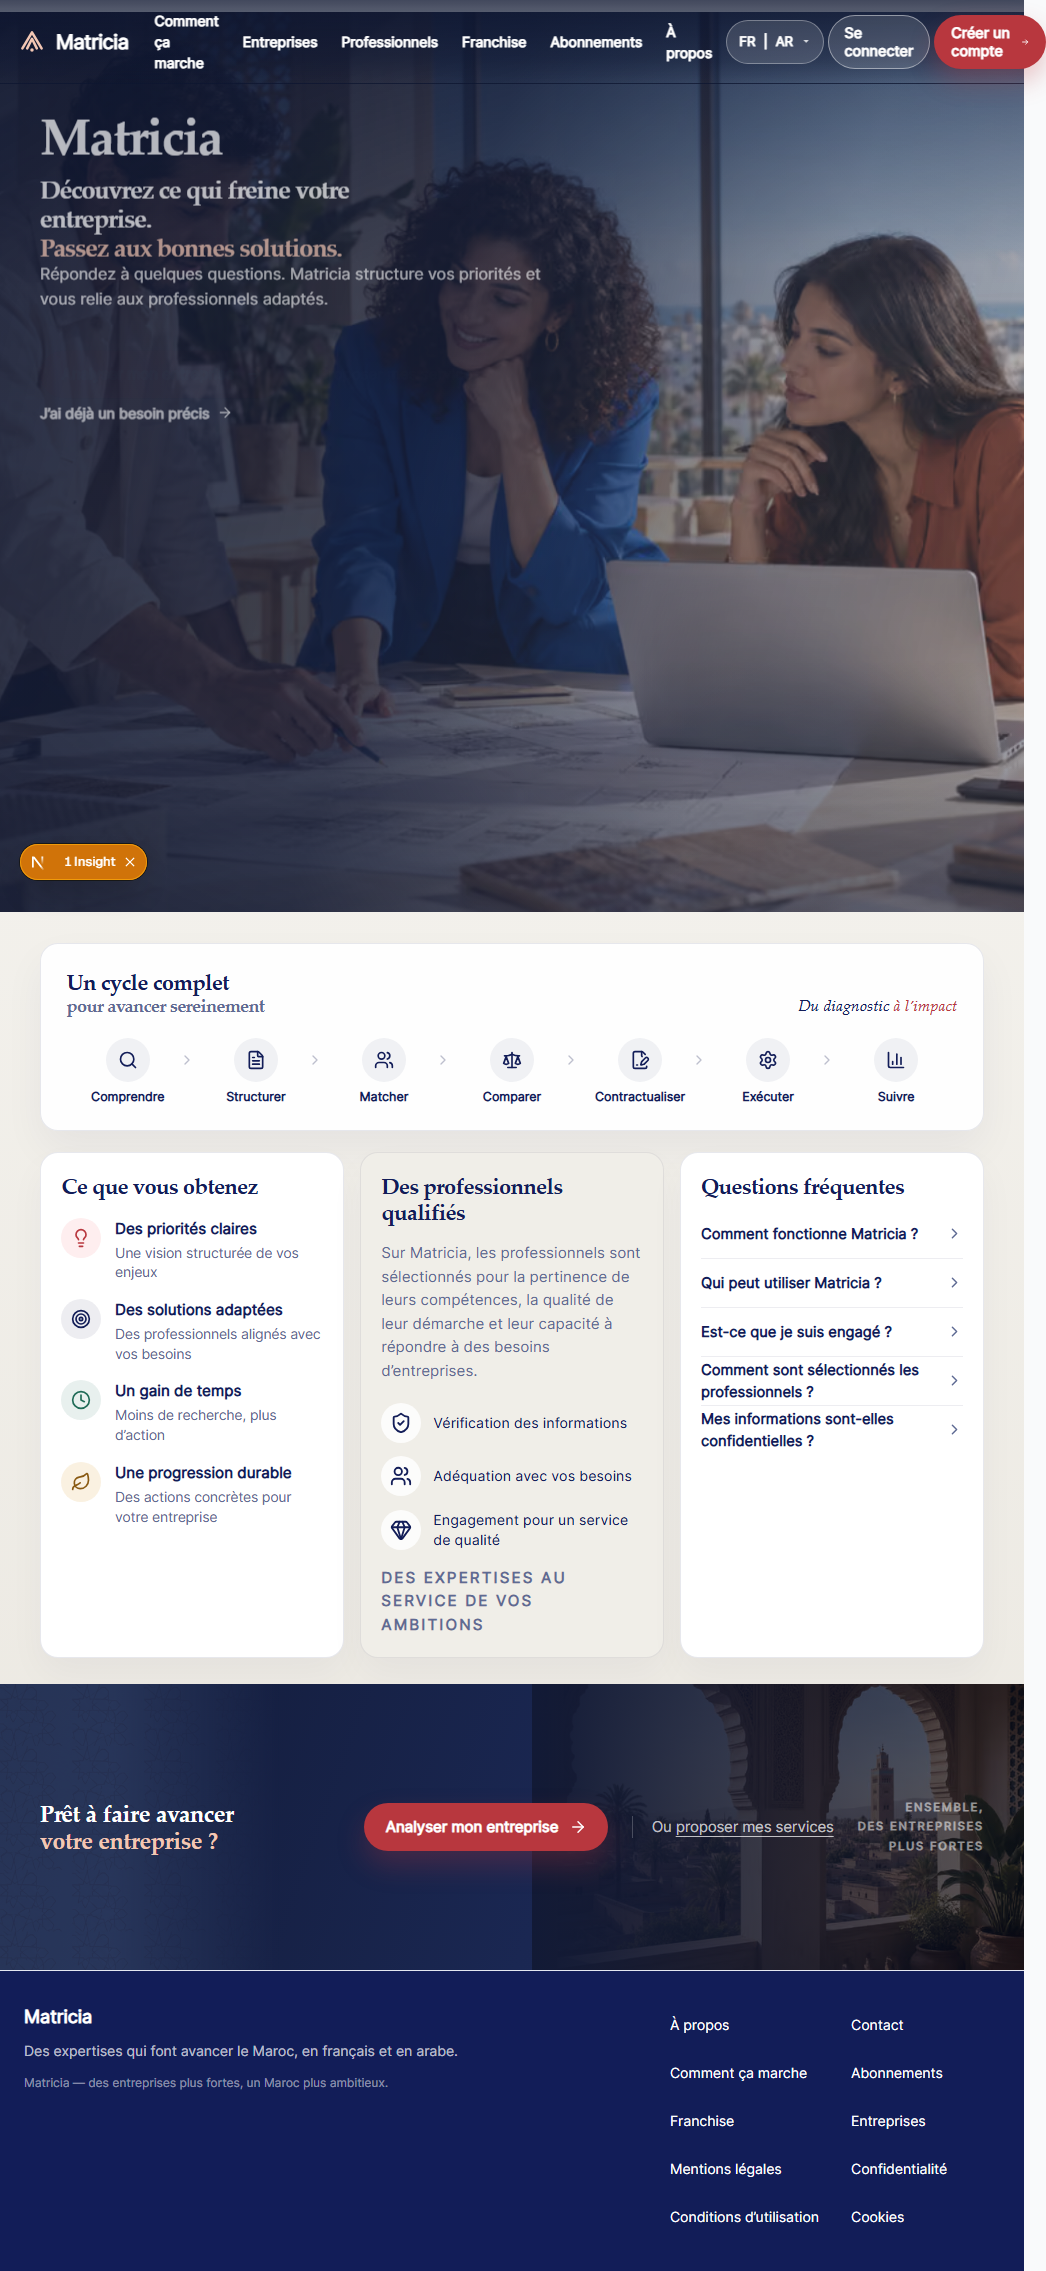 Matricia
Comment ça marche
Entreprises
Professionnels
Franchise
Abonnements
À propos
FR | AR
Se connecter
Créer un compte
Matricia
Découvrez ce qui freine votre
entreprise.
Passez aux bonnes solutions.
Répondez à quelques questions. Matricia structure vos priorités et
vous relie aux professionnels adaptés.
J'ai déjà un besoin précis
1 Insight
Un cycle complet
pour avancer sereinement
Du diagnostic à l'impact
Comprendre
Structurer
Matcher
Comparer
Contractualiser
Exécuter
Suivre
Ce que vous obtenez
Des priorités claires
Une vision structurée de vos
enjeux
Des solutions adaptées
Des professionnels alignés avec
vos besoins
Un gain de temps
Moins de recherche, plus
d'action
Une progression durable
Des actions concrètes pour
votre entreprise
Des professionnels
qualifiés
Sur Matricia, les professionnels sont
sélectionnés pour la pertinence de
leurs compétences, la qualité de
leur démarche et leur capacité à
répondre à des besoins
d'entreprises.
Vérification des informations
Adéquation avec vos besoins
Engagement pour un service
de qualité
DES EXPERTISES AU
SERVICE DE VOS
AMBITIONS
Questions fréquentes
Comment fonctionne Matricia ?
Qui peut utiliser Matricia ?
Est-ce que je suis engagé ?
Comment sont sélectionnés les
professionnels ?
Mes informations sont-elles
confidentielles ?
Prêt à faire avancer
votre entreprise ?
Analyser mon entreprise
Ou proposer mes services
ENSEMBLE,
DES ENTREPRISES
PLUS FORTES
Matricia
Des expertises qui font avancer le Maroc, en français et en arabe.
Matricia — des entreprises plus fortes, un Maroc plus ambitieux.
À propos
Contact
Comment ça marche
Abonnements
Franchise
Entreprises
Mentions légales
Confidentialité
Conditions d'utilisation
Cookies